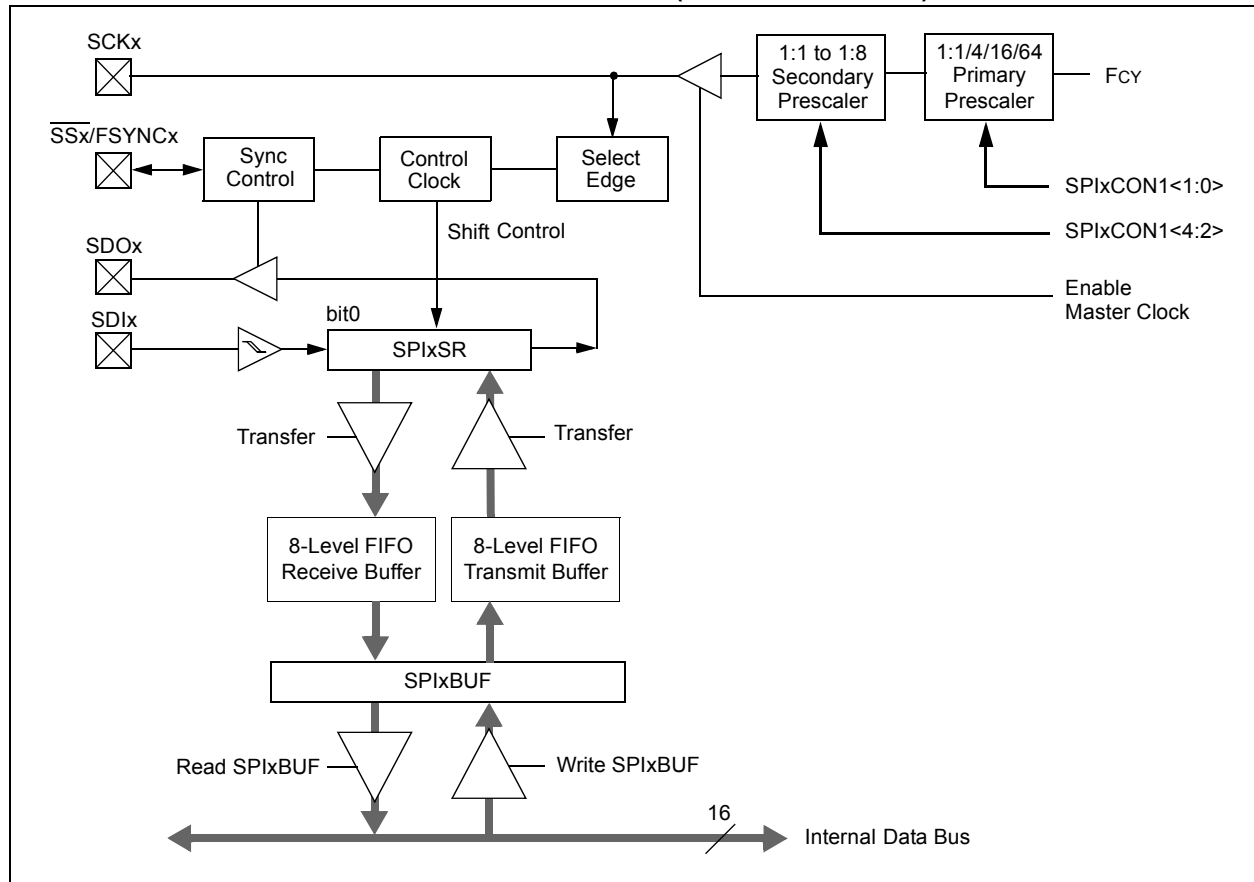 SCKx
1:1 to 1:8
Secondary
Prescaler
1:1/4/16/64
Primary
Prescaler
FCY
SSx/FSYNCx
Sync
Control
Control
Clock
Select
Edge
SPIxCON1<1:0>
SPIxCON1<4:2>
Shift Control
SDOx
Enable
Master Clock
SDIx
bit0
SPIxSR
Transfer
Transfer
8-Level FIFO
Receive Buffer
8-Level FIFO
Transmit Buffer
SPIxBUF
Read SPIxBUF
Write SPIxBUF
16
Internal Data Bus